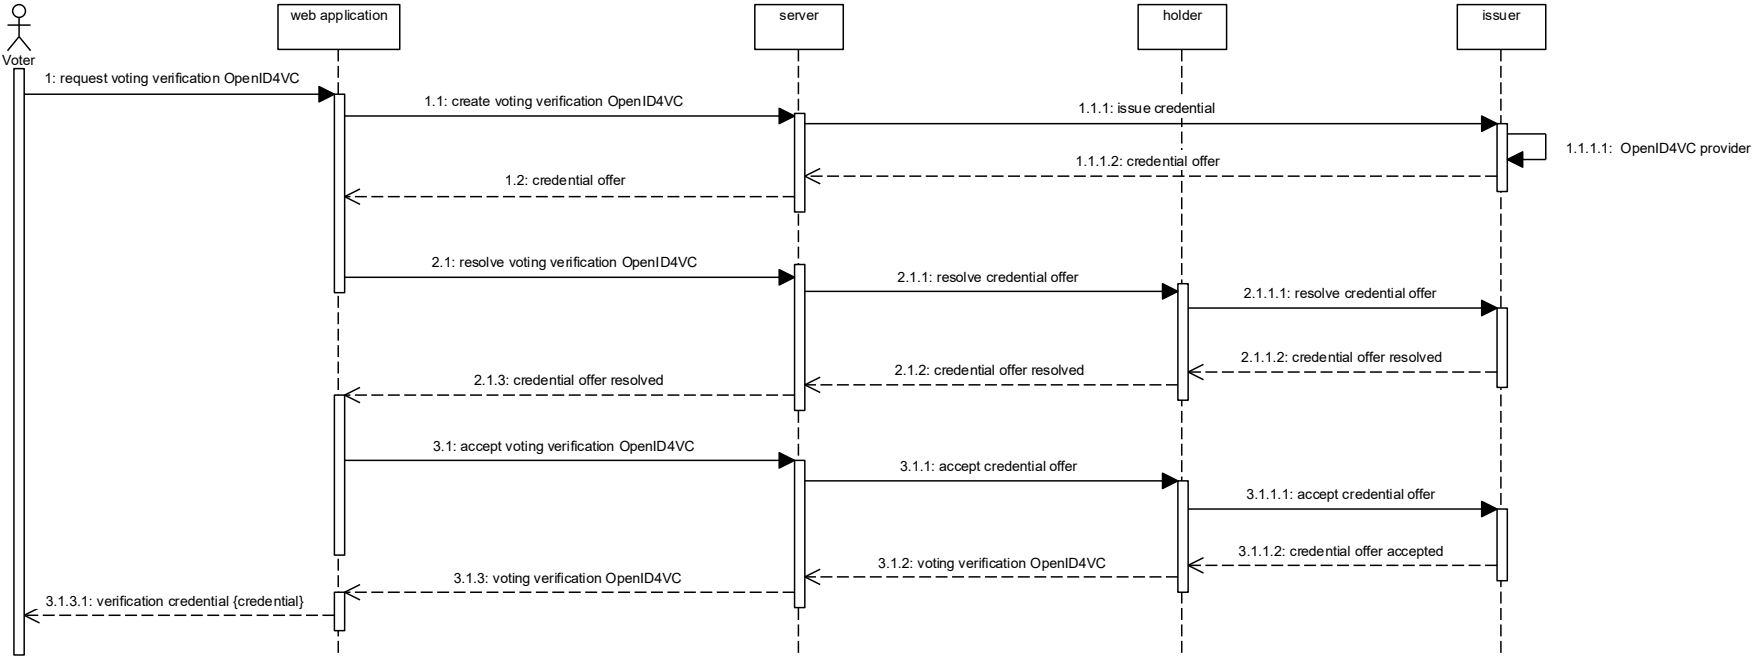 web application
server
holder
issuer
Voter
1: request voting verification OpenID4VC
1.1: create voting verification OpenID4VC
1.1.1: issue credential
1.1.1.1: OpenID4VC provider
1.1.1.2: credential offer
1.2: credential offer
2.1: resolve voting verification OpenID4VC
2.1.1: resolve credential offer
2.1.1.1: resolve credential offer
2.1.1.2: credential offer resolved
2.1.2: credential offer resolved
2.1.3: credential offer resolved
3.1: accept voting verification OpenID4VC
3.1.1: accept credential offer
3.1.1.1: accept credential offer
3.1.1.2: credential offer accepted
3.1.2: voting verification OpenID4VC
3.1.3: voting verification OpenID4VC
3.1.3.1: verification credential {credential}